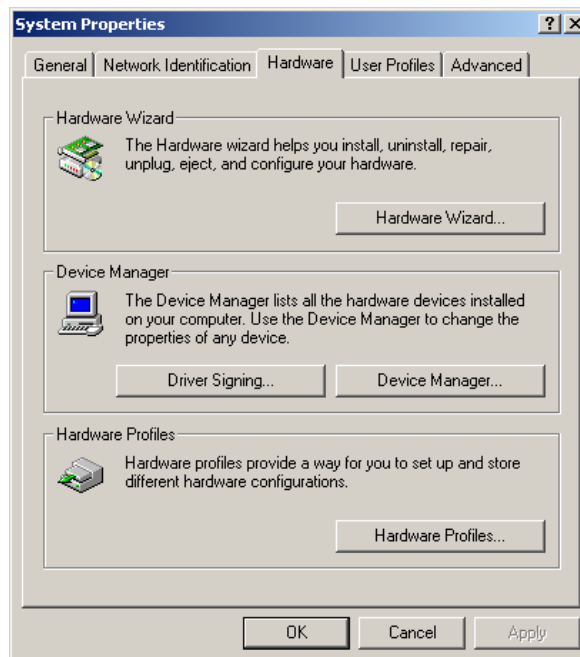 System Properties
General Network Identification Hardware User Profiles Advanced
Hardware Wizard
The Hardware wizard helps you install, uninstall, repair,
unplug, eject, and configure your hardware.
Hardware Wizard...
Device Manager
The Device Manager lists all the hardware devices installed
on your computer. Use the Device Manager to change the
properties of any device.
Driver Signing... Device Manager...
Hardware Profiles
Hardware profiles provide a way for you to set up and store
different hardware configurations.
Hardware Profiles...
OK Cancel Apply